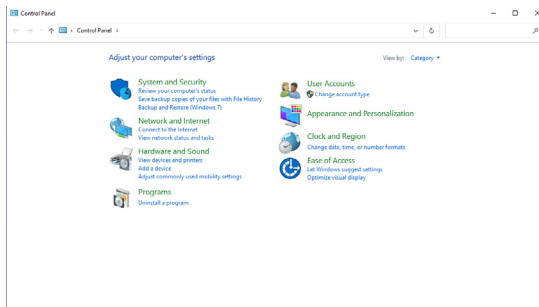 Control Panel
Control Panel
Adjust your computer's settings
View by: Category
System and Security
Review your computer's status
Save backup copies of your files with File History
Backup and Restore (Windows 7)
Network and Internet
Connect to the Internet
View network status and tasks
Hardware and Sound
View devices and printers
Add a device
Adjust commonly used mobility settings
Programs
Uninstall a program
User Accounts
Change account type
Appearance and Personalization
Clock and Region
Change date, time, or number formats
Ease of Access
Let Windows suggest settings
Optimize visual display